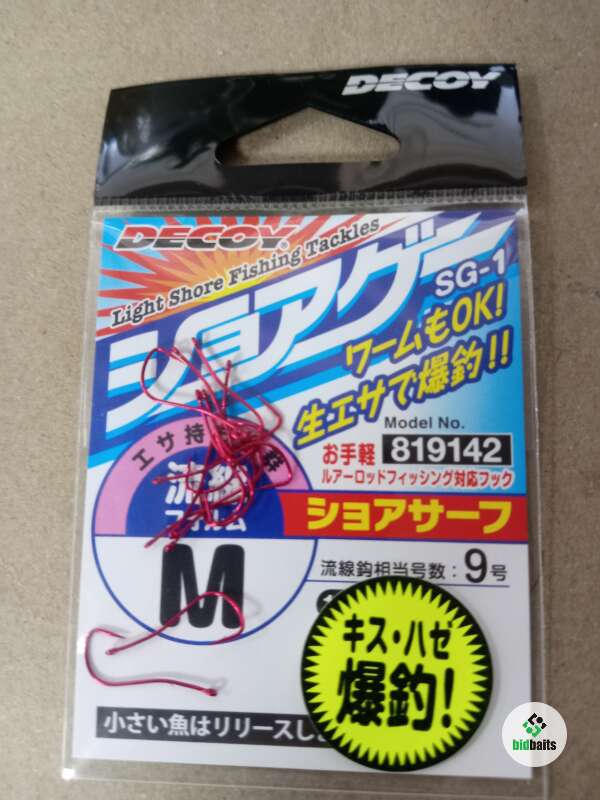 DECOY
DECOY
Light Shore Fishing Tackles
ショアグー
SG-1
ワームもOK!
生エサで爆釣!!
Model No.
819142
お手軽
ルアーロッドフィッシング対応フック
エサ持
ショアサーフ
M
流線鈎相当号数:9号
キス・ハゼ
爆釣!
小さい魚はリリースし
bidbaits